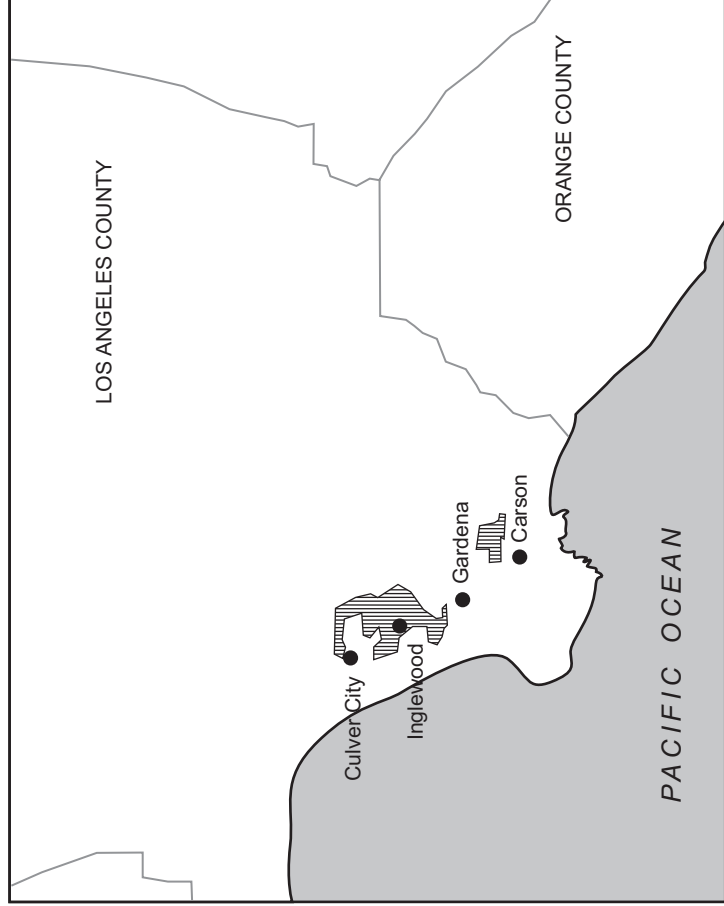 LOS ANGELES COUNTY
ORANGE COUNTY
Culver City
Inglewood
Gardena
Carson
PACIFIC OCEAN